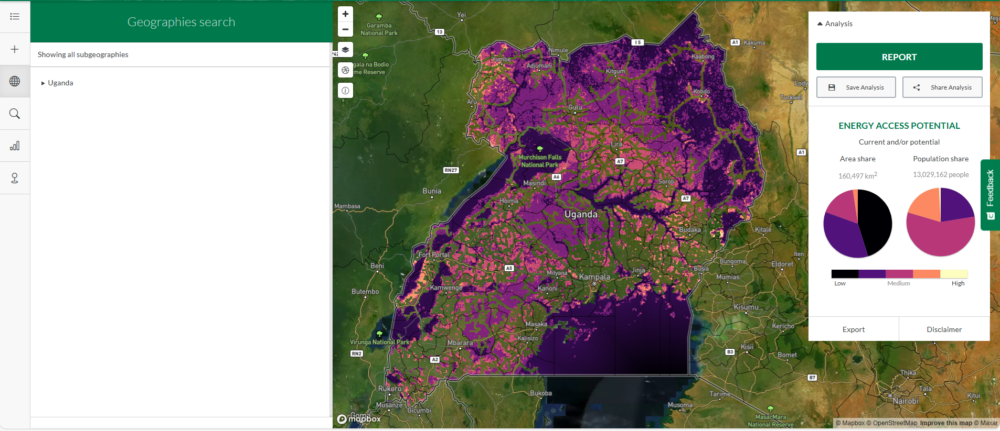 Geographies search
Showing all subgeographies
Uganda
Yei
Garamba
National Park
13
I 5
A1
Kakuma
Nimule
Kaabong
Yumbe
Adjumani
gala na Bodio
me Reserve
Kitgum
Lodw
Kotido
Turkwel
Aru
Gulu
Lira
A1
Murchison Falls
National Park
A7
RN27
A6
Masindi
Soroti
Bunia
A7
Hoima
Mambasa
Uganda
Budaka
Kitale
Fort Portal
Iten
Bungoma
Eldoret
Beni
A5
Mityana
Kampala
Jinja
Busia
Mumias
Butembo
Kamwenge
Kanoni
Kisumu
Masaka
Kericho
Virunga National Park
Mbarara
Kalisizo
Kisii
RN2
B3
Bomet
A2
B7
Thika
Rukoro
Bukoba
Tarime
Tala
Kitui
Nairobi
Musanze
Gicumbi
Musoma
Goma
Masai Mara
National Reserve
mapbox
© Mapbox © OpenStreetMap Improve this map © Maxar
Analysis
REPORT
Save Analysis
Share Analysis
ENERGY ACCESS POTENTIAL
Current and/or potential
Area share
Population share
160,497 km2
13,029,162 people
Low
Medium
High
Export
Disclaimer
Feedback